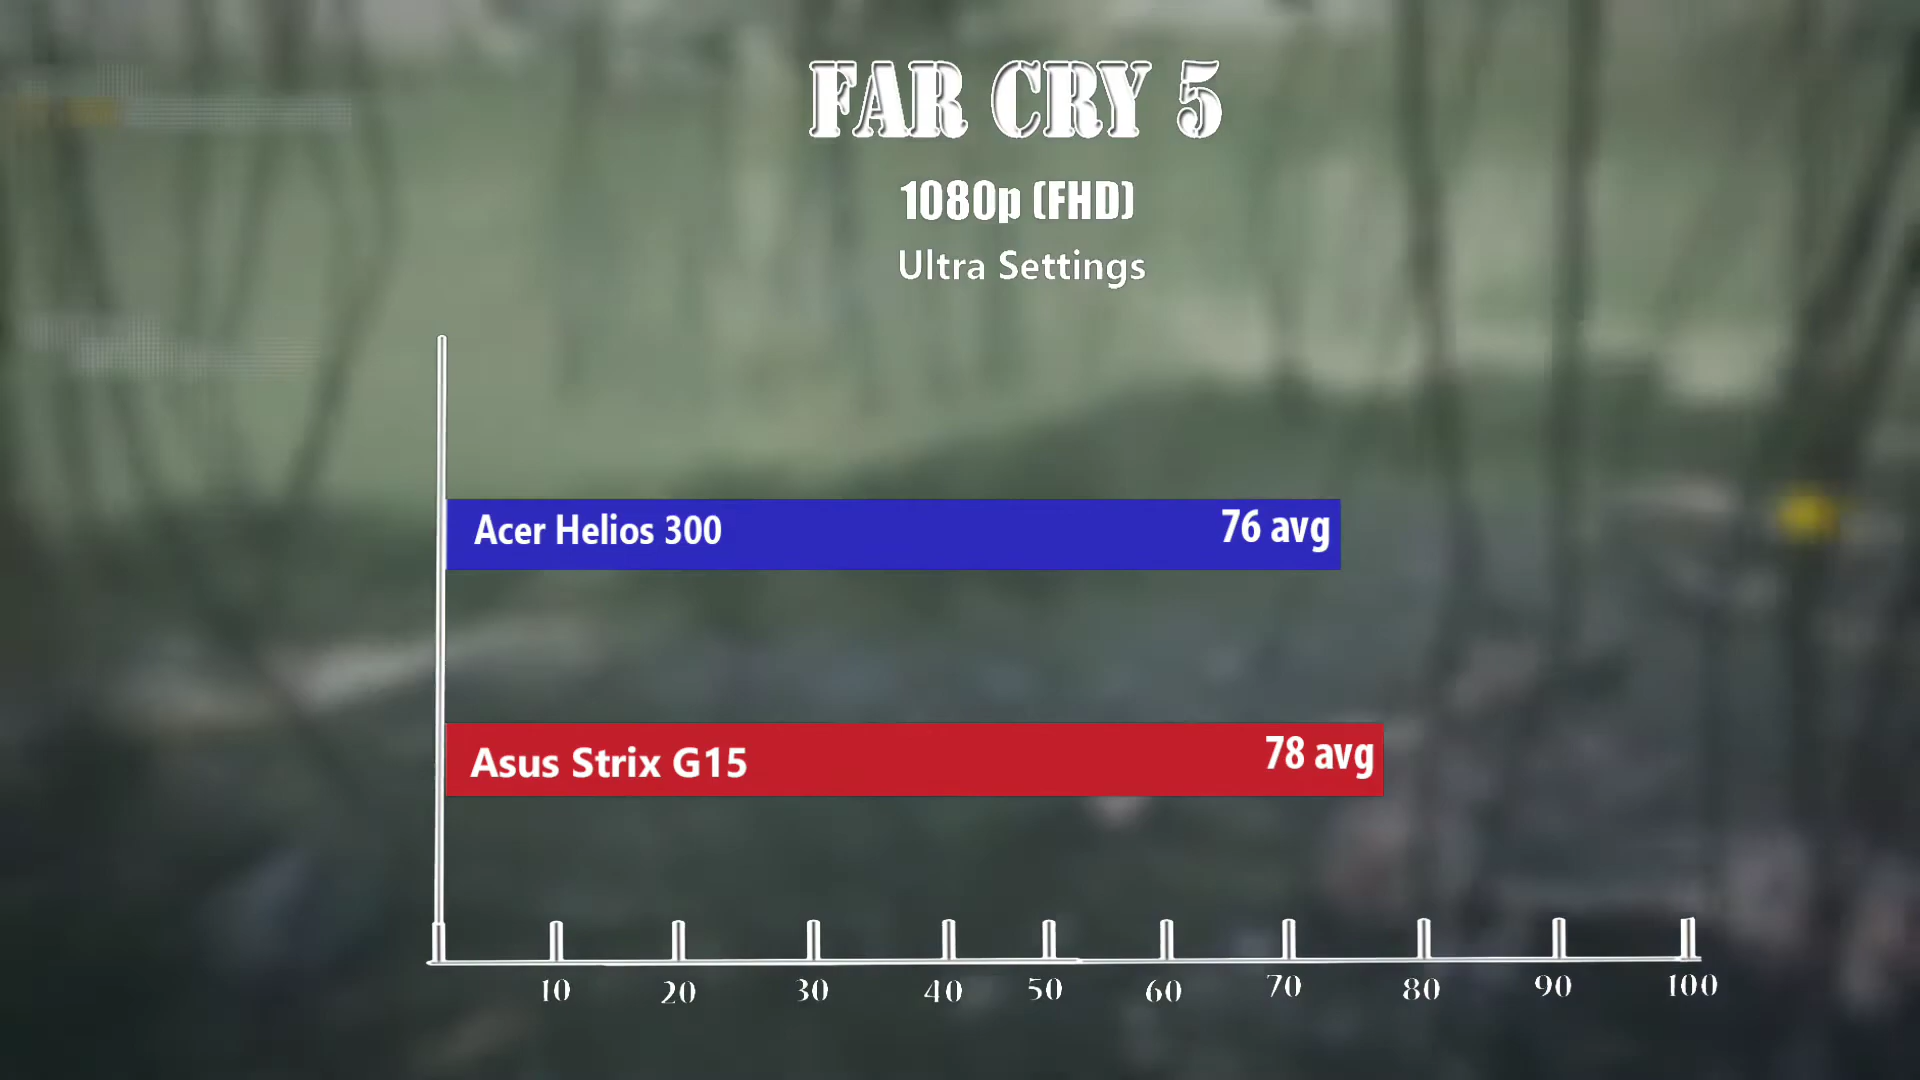 FAR CRY 5
1080p (FHD)
Ultra Settings
Acer Helios 300 76 avg
Asus Strix G15 78 avg
10 20 30 40 50 60 70 80 90 100